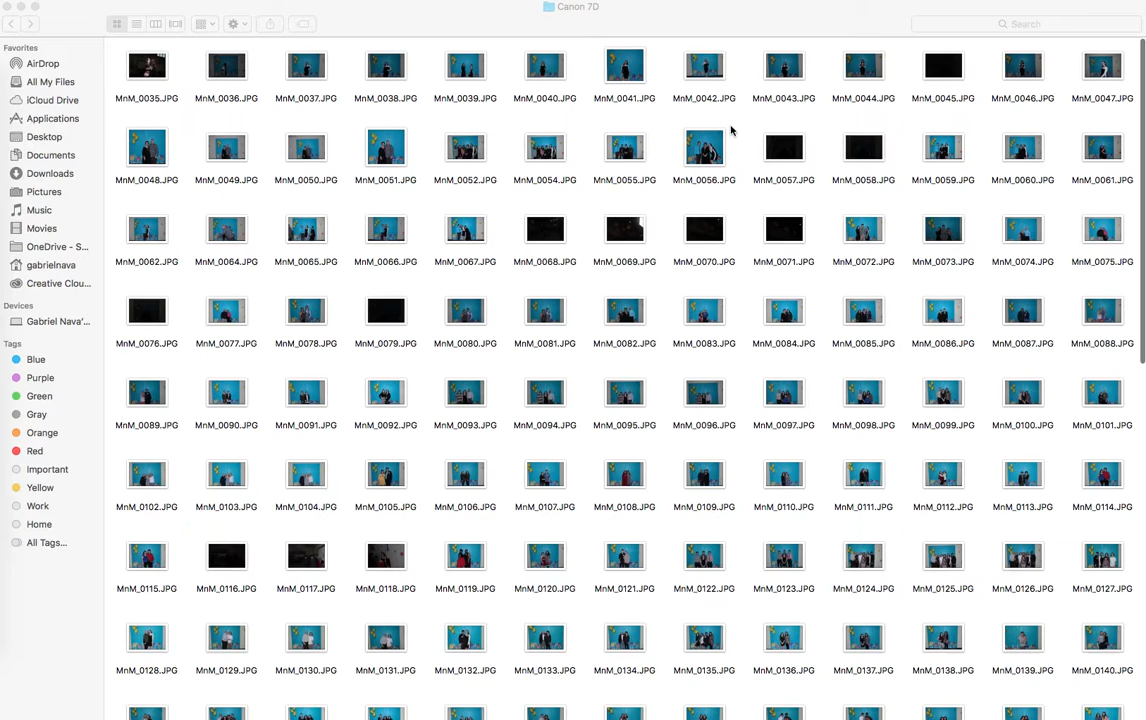 Canon 7D
Search
Favorites
AirDrop
All My Files
iCloud Drive
Applications
Desktop
Documents
Downloads
Pictures
Music
Movies
OneDrive - S...
gabrielnava
Creative Clou...
Devices
Gabriel Nava'...
Tags
Blue
Purple
Green
Gray
Orange
Red
Important
Yellow
Work
Home
All Tags...
MnM_0035.JPG MnM_0036.JPG MnM_0037.JPG MnM_0038.JPG MnM_0039.JPG MnM_0040.JPG MnM_0041.JPG MnM_0042.JPG MnM_0043.JPG MnM_0044.JPG MnM_0045.JPG MnM_0046.JPG MnM_0047.JPG
MnM_0048.JPG MnM_0049.JPG MnM_0050.JPG MnM_0051.JPG MnM_0052.JPG MnM_0054.JPG MnM_0055.JPG MnM_0056.JPG MnM_0057.JPG MnM_0058.JPG MnM_0059.JPG MnM_0060.JPG MnM_0061.JPG
MnM_0062.JPG MnM_0064.JPG MnM_0065.JPG MnM_0066.JPG MnM_0067.JPG MnM_0068.JPG MnM_0069.JPG MnM_0070.JPG MnM_0071.JPG MnM_0072.JPG MnM_0073.JPG MnM_0074.JPG MnM_0075.JPG
MnM_0076.JPG MnM_0077.JPG MnM_0078.JPG MnM_0079.JPG MnM_0080.JPG MnM_0081.JPG MnM_0082.JPG MnM_0083.JPG MnM_0084.JPG MnM_0085.JPG MnM_0086.JPG MnM_0087.JPG MnM_0088.JPG
MnM_0089.JPG MnM_0090.JPG MnM_0091.JPG MnM_0092.JPG MnM_0093.JPG MnM_0094.JPG MnM_0095.JPG MnM_0096.JPG MnM_0097.JPG MnM_0098.JPG MnM_0099.JPG MnM_0100.JPG MnM_0101.JPG
MnM_0102.JPG MnM_0103.JPG MnM_0104.JPG MnM_0105.JPG MnM_0106.JPG MnM_0107.JPG MnM_0108.JPG MnM_0109.JPG MnM_0110.JPG MnM_0111.JPG MnM_0112.JPG MnM_0113.JPG MnM_0114.JPG
MnM_0115.JPG MnM_0116.JPG MnM_0117.JPG MnM_0118.JPG MnM_0119.JPG MnM_0120.JPG MnM_0121.JPG MnM_0122.JPG MnM_0123.JPG MnM_0124.JPG MnM_0125.JPG MnM_0126.JPG MnM_0127.JPG
MnM_0128.JPG MnM_0129.JPG MnM_0130.JPG MnM_0131.JPG MnM_0132.JPG MnM_0133.JPG MnM_0134.JPG MnM_0135.JPG MnM_0136.JPG MnM_0137.JPG MnM_0138.JPG MnM_0139.JPG MnM_0140.JPG